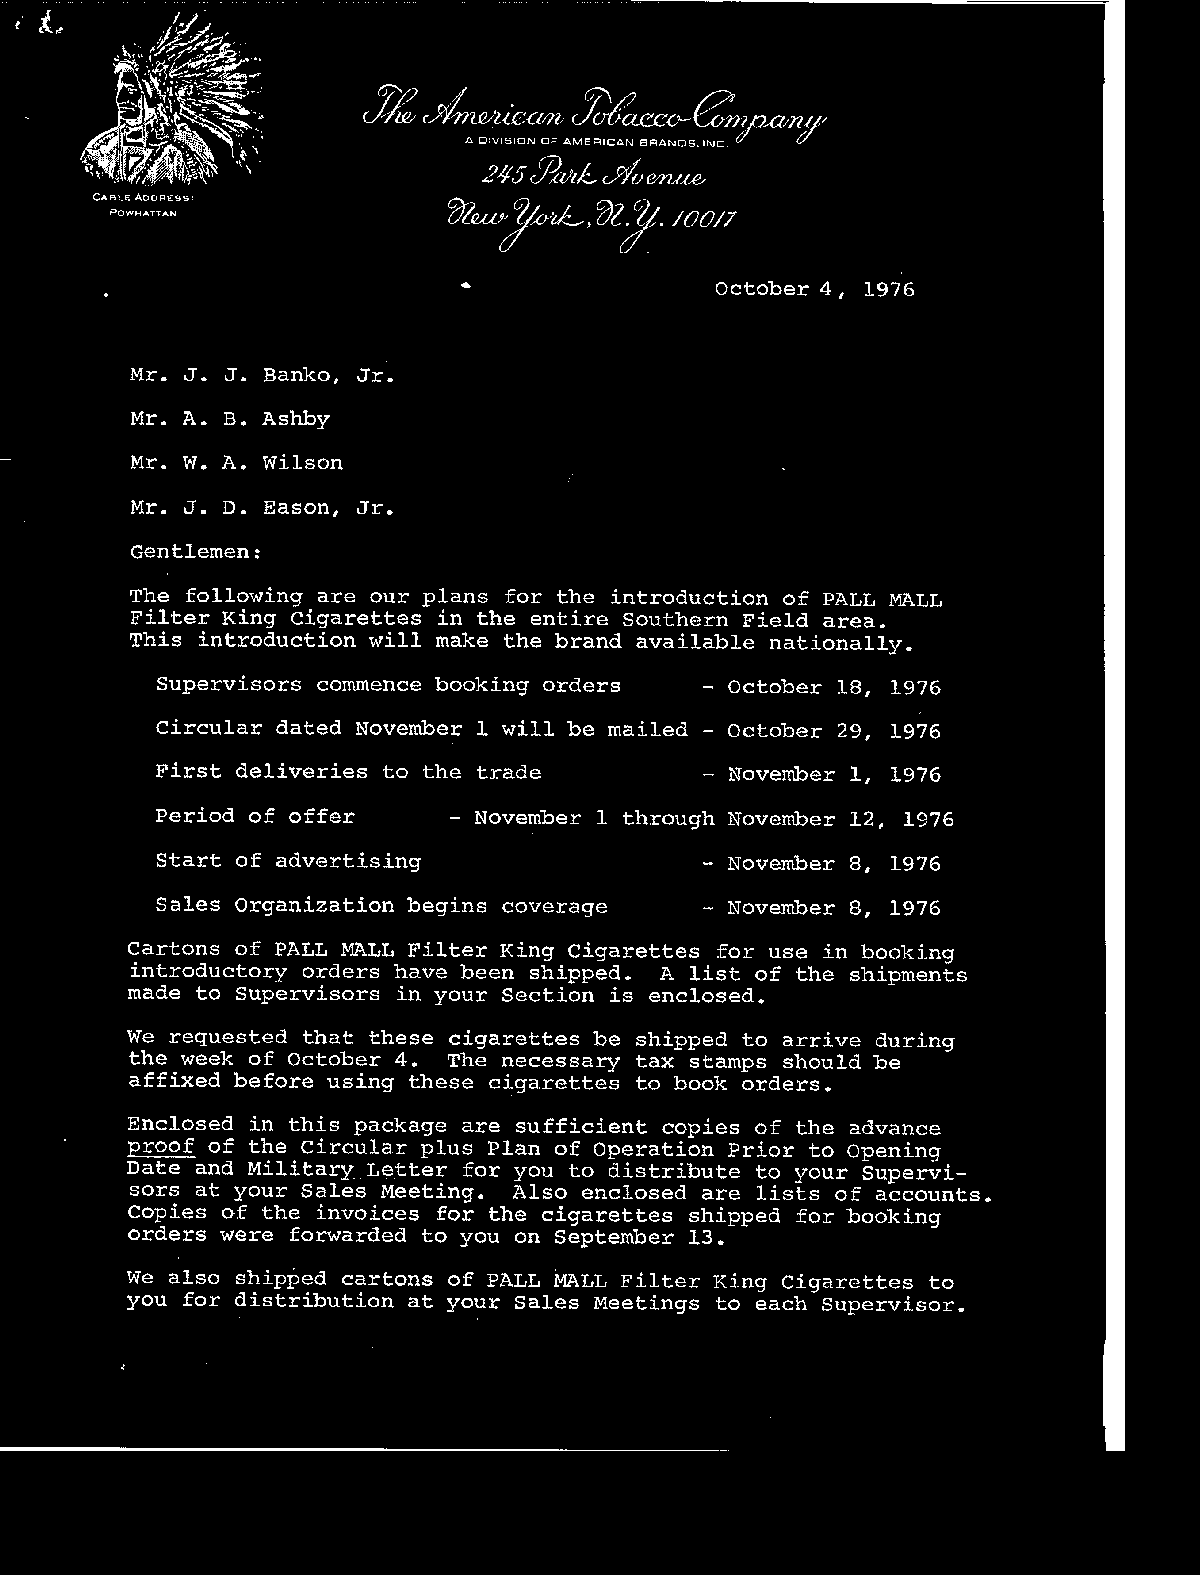 The American Tobacco Company
A DIVISION OF AMERICAN BRANDS, INC.
245 Park Avenue
New York, N.Y. 10017
CABLE ADDRESS:
POWHATTAN
October 4, 1976
Mr. J. J. Banko, Jr.
Mr. A. B. Ashby
Mr. W. A. Wilson
Mr. J. D. Eason, Jr.
Gentlemen:
The following are our plans for the introduction of PALL MALL
Filter King Cigarettes in the entire Southern Field area.
This introduction will make the brand available nationally.
Supervisors commence booking orders - October 18, 1976
Circular dated November 1 will be mailed - October 29, 1976
First deliveries to the trade - November 1, 1976
Period of offer - November 1 through November 12, 1976
Start of advertising - November 8, 1976
Sales Organization begins coverage - November 8, 1976
Cartons of PALL MALL Filter King Cigarettes for use in booking
introductory orders have been shipped. A list of the shipments
made to Supervisors in your Section is enclosed.
We requested that these cigarettes be shipped to arrive during
the week of October 4. The necessary tax stamps should be
affixed before using these cigarettes to book orders.
Enclosed in this package are sufficient copies of the advance
proof of the Circular plus Plan of Operation Prior to Opening
Date and Military Letter for you to distribute to your Supervi-
sors at your Sales Meeting. Also enclosed are lists of accounts.
Copies of the invoices for the cigarettes shipped for booking
orders were forwarded to you on September 13.
We also shipped cartons of PALL MALL Filter King Cigarettes to
you for distribution at your Sales Meetings to each Supervisor.